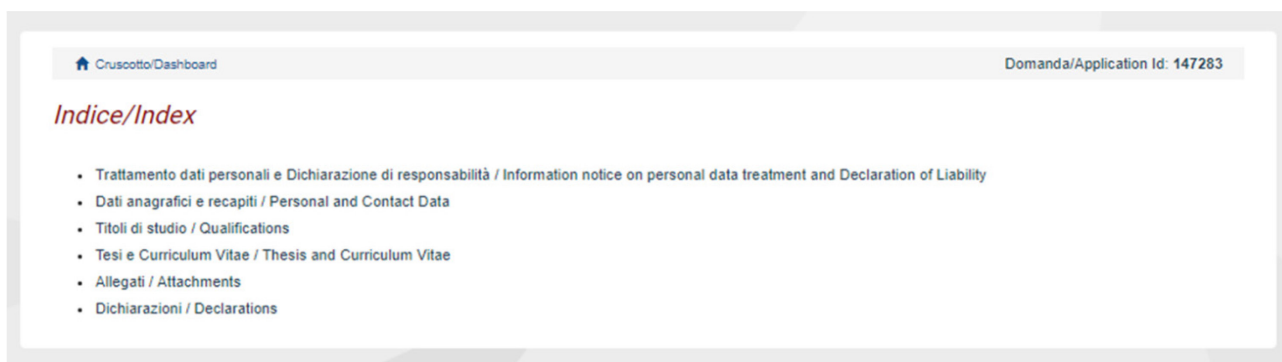 Cruscotto/Dashboard
Domanda/Application Id: 147283
Indice/Index
Trattamento dati personali e Dichiarazione di responsabilità / Information notice on personal data treatment and Declaration of Liability
Dati anagrafici e recapiti / Personal and Contact Data
Titoli di studio / Qualifications
Tesi e Curriculum Vitae / Thesis and Curriculum Vitae
Allegati / Attachments
Dichiarazioni / Declarations